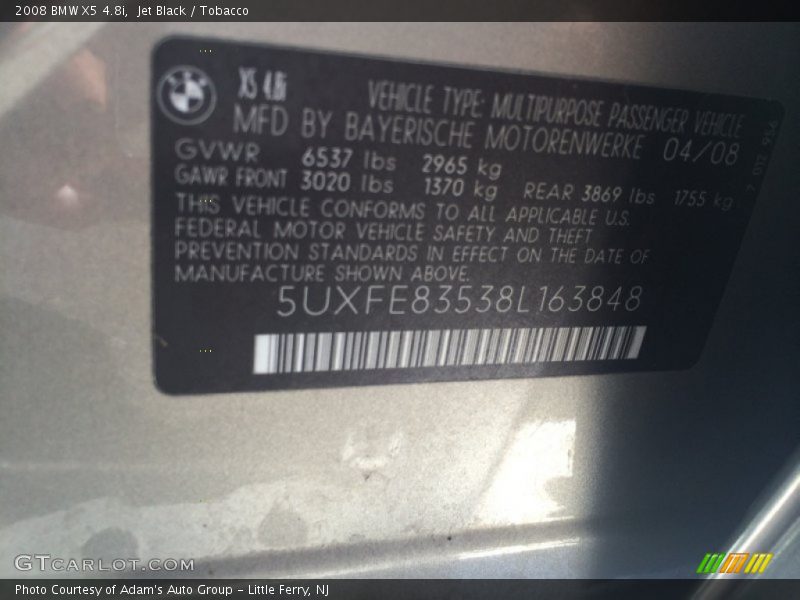 2008 BMW X5 4.8i, Jet Black / Tobacco
X5 4.8i
VEHICLE TYPE: MULTIPURPOSE PASSENGER VEHICLE
MFD BY BAYERISCHE MOTORENWERKE 04/08
GVWR 6537 lbs 2965 kg
GAWR FRONT 3020 lbs 1370 kg REAR 3869 lbs 1755 kg
THIS VEHICLE CONFORMS TO ALL APPLICABLE U.S.
FEDERAL MOTOR VEHICLE SAFETY AND THEFT
PREVENTION STANDARDS IN EFFECT ON THE DATE OF
MANUFACTURE SHOWN ABOVE.
5UXFE83538L163848
7 012 956
GTCARLOT.COM
Photo Courtesy of Adam's Auto Group - Little Ferry, NJ